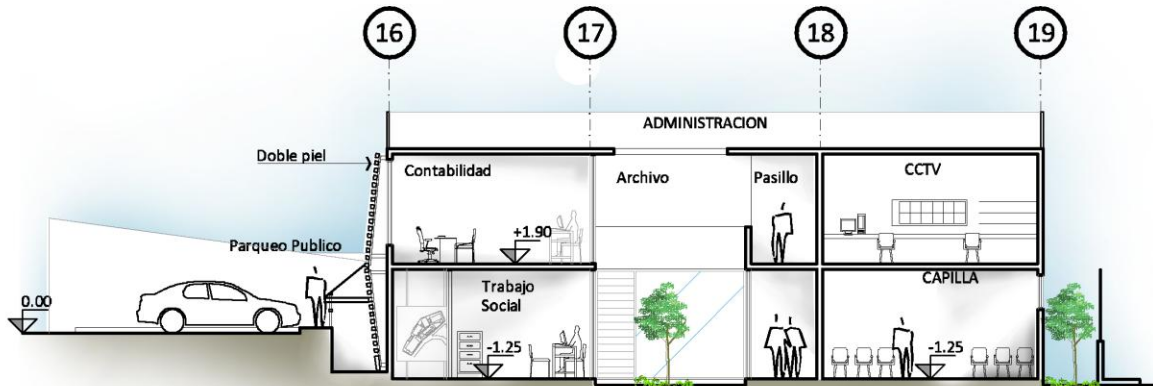 16 17 18 19
ADMINISTRACION
Doble piel
Contabilidad
Archivo
Pasillo
CCTV
+1.90
Parqueo Publico
0.00
Trabajo
Social
CAPILLA
-1.25
-1.25